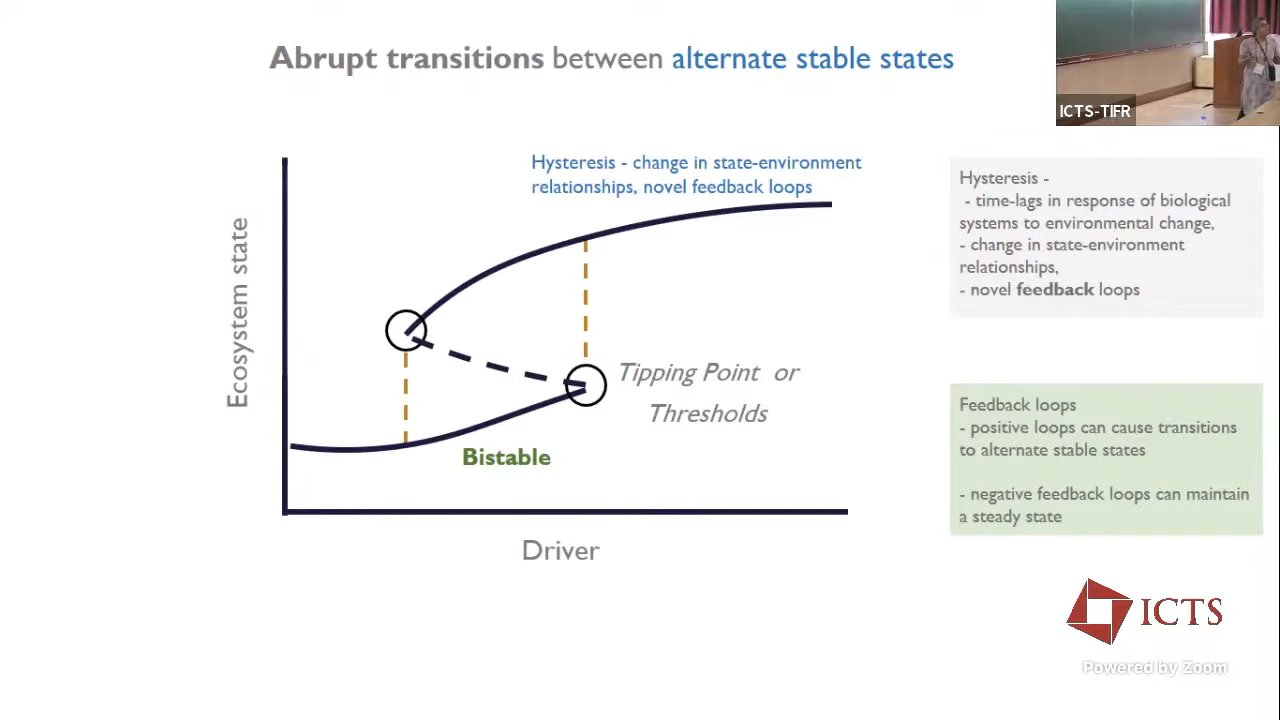 Abrupt transitions between alternate stable states
ICTS-TIFR
Hysteresis - change in state-environment
relationships, novel feedback loops
Ecosystem state
Tipping Point or
Thresholds
Bistable
Driver
Hysteresis -
- time-lags in response of biological
systems to environmental change,
- change in state-environment
relationships,
- novel feedback loops
Feedback loops
- positive loops can cause transitions
to alternate stable states
- negative feedback loops can maintain
a steady state
ICTS
Powered by Zoom